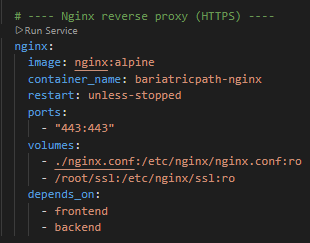 # ---- Nginx reverse proxy (HTTPS) ----
▷Run Service
nginx:
image: nginx:alpine
container_name: bariatricpath-nginx
restart: unless-stopped
ports:
- "443:443"
volumes:
- ./nginx.conf:/etc/nginx/nginx.conf:ro
- /root/ssl:/etc/nginx/ssl:ro
depends_on:
- frontend
- backend